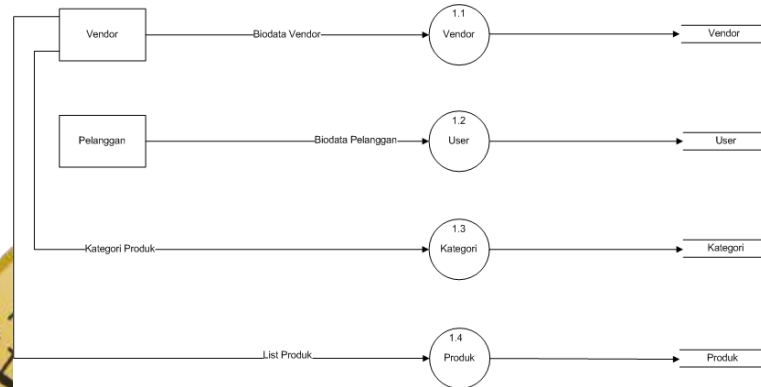 Vendor
Biodata Vendor
1.1
Vendor
Vendor
Pelanggan
Biodata Pelanggan
1.2
User
User
Kategori Produk
1.3
Kategori
Kategori
List Produk
1.4
Produk
Produk